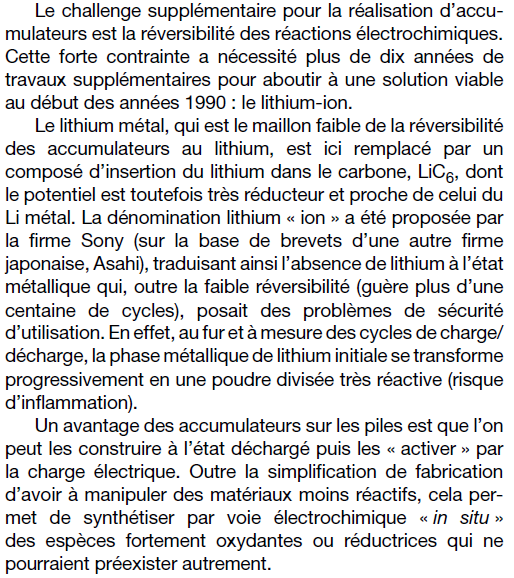 Le challenge supplémentaire pour la réalisation d'accu-
mulateurs est la réversibilité des réactions électrochimiques.
Cette forte contrainte a nécessité plus de dix années de
travaux supplémentaires pour aboutir à une solution viable
au début des années 1990 : le lithium-ion.
Le lithium métal, qui est le maillon faible de la réversibilité
des accumulateurs au lithium, est ici remplacé par un
composé d'insertion du lithium dans le carbone, LiC₆, dont
le potentiel est toutefois très réducteur et proche de celui du
Li métal. La dénomination lithium « ion » a été proposée par
la firme Sony (sur la base de brevets d'une autre firme
japonaise, Asahi), traduisant ainsi l'absence de lithium à l'état
métallique qui, outre la faible réversibilité (guère plus d'une
centaine de cycles), posait des problèmes de sécurité
d'utilisation. En effet, au fur et à mesure des cycles de charge/
décharge, la phase métallique de lithium initiale se transforme
progressivement en une poudre divisée très réactive (risque
d'inflammation).
Un avantage des accumulateurs sur les piles est que l'on
peut les construire à l'état déchargé puis les « activer » par
la charge électrique. Outre la simplification de fabrication
d'avoir à manipuler des matériaux moins réactifs, cela per-
met de synthétiser par voie électrochimique « in situ »
des espèces fortement oxydantes ou réductrices qui ne
pourraient préexister autrement.